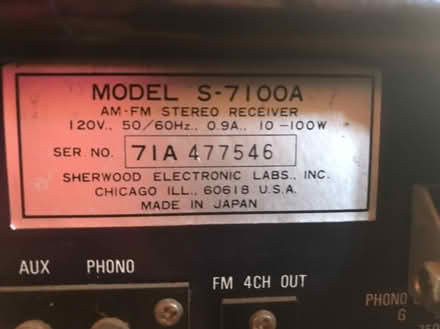 MODEL S-7100A
AM-FM STEREO RECEIVER
120V., 50/60Hz., 0.9A., 10-100W
SER. NO. 71A 477546
SHERWOOD ELECTRONIC LABS., INC.
CHICAGO ILL., 60618 U.S.A.
MADE IN JAPAN
AUX PHONO
FM 4CH OUT
PHONO
G